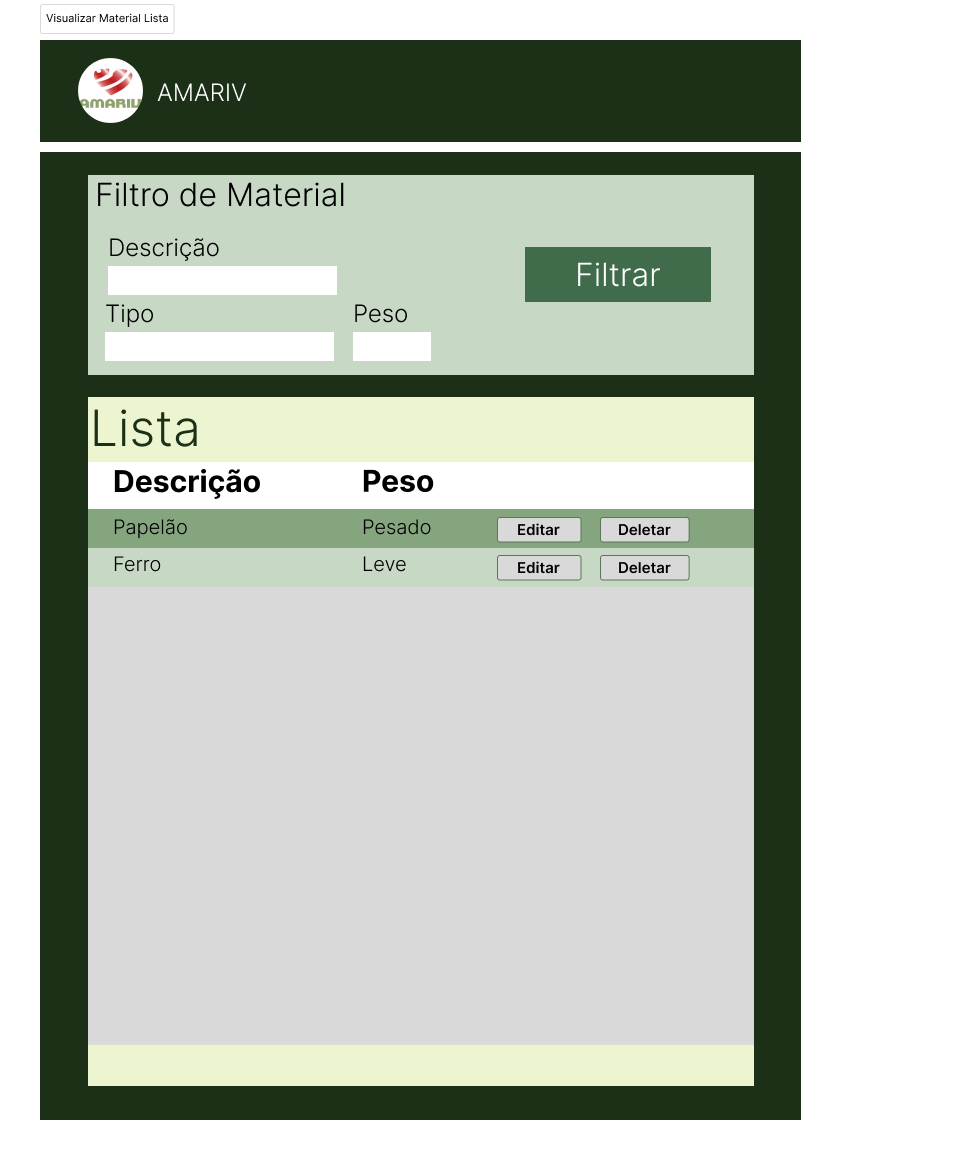 Visualizar Material Lista
AMARIV
AMARIV
Filtro de Material
Descrição
Filtrar
Tipo Peso
Lista
Descrição Peso
Papelão Pesado Editar Deletar
Ferro Leve Editar Deletar